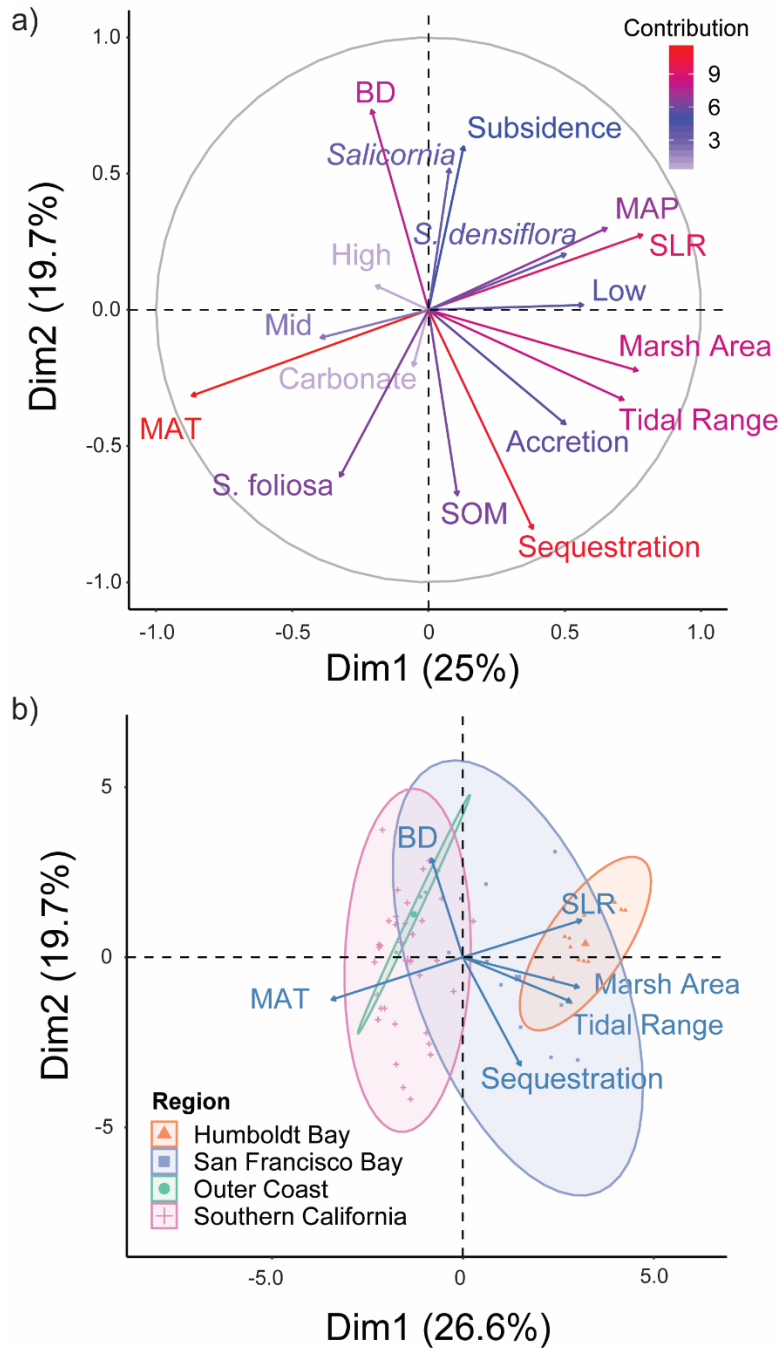 a)
Contribution
9
6
3
1.0
0.5
0.0
-0.5
-1.0
Dim2 (19.7%)
BD
Subsidence
Salicornia
MAP
S. densiflora
SLR
High
Low
Mid
Marsh Area
Carbonate
Tidal Range
MAT
Accretion
S. foliosa
SOM
Sequestration
-1.0
-0.5
0
0.5
1.0
Dim1 (25%)
b)
5
0
-5
Dim2 (19.7%)
BD
SLR
MAT
Marsh Area
Tidal Range
Sequestration
Region
Humboldt Bay
San Francisco Bay
Outer Coast
Southern California
-5.0
0
5.0
Dim1 (26.6%)